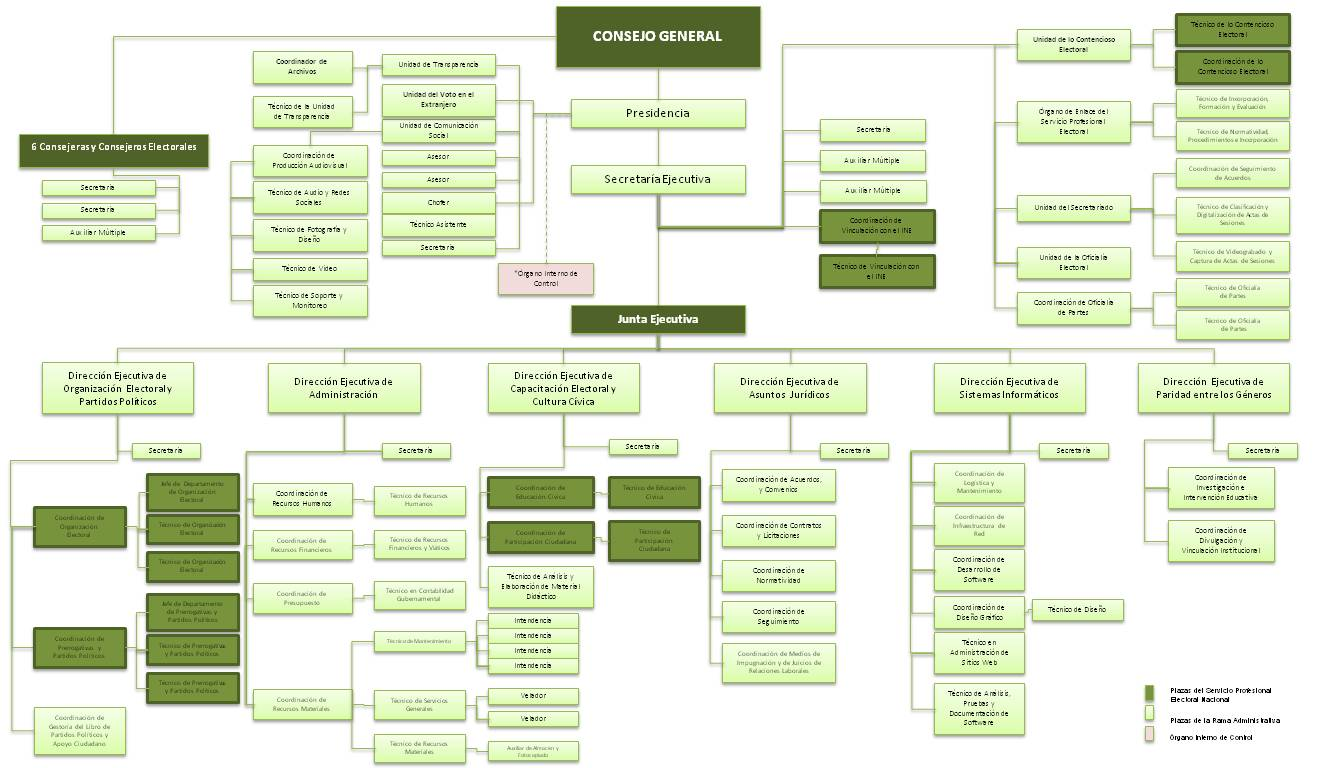 CONSEJO GENERAL
Presidencia
Secretaría Ejecutiva
6 Consejeras y Consejeros Electorales
Secretaría
Secretaría
Auxiliar Múltiple
Coordinador de
Archivos
Técnico de la Unidad
de Transparencia
Coordinación de
Producción Audiovisual
Técnico de Audio y Redes
Sociales
Técnico de Fotografía y
Diseño
Técnico de Video
Técnico de Soporte y
Monitoreo
Unidad de Transparencia
Unidad del Voto en el
Extranjero
Unidad de Comunicación
Social
Asesor
Asesor
Chofer
Técnico Asistente
Secretaría
*Órgano Interno de
Control
Secretaría
Auxiliar Múltiple
Auxiliar Múltiple
Coordinación de
Vinculación con el INE
Técnico de Vinculación con
el INE
Unidad de lo Contencioso
Electoral
Técnico de lo Contencioso
Electoral
Coordinación de lo
Contencioso Electoral
Órgano de Enlace del
Servicio Profesional
Electoral
Técnico de Incorporación,
Formación y Evaluación
Técnico de Normatividad,
Procedimientos e Incorporación
Unidad del Secretariado
Coordinación de Seguimiento
de Acuerdos
Técnico de Clasificación y
Digitalización de Actas de
Sesiones
Técnico de Videograbado y
Captura de Actas de Sesiones
Unidad de la Oficialía
Electoral
Coordinación de Oficialía
de Partes
Técnico de Oficialía
de Partes
Técnico de Oficialía
de Partes
Junta Ejecutiva
Dirección Ejecutiva de
Organización Electoral y
Partidos Políticos
Secretaría
Coordinación de
Organización
Electoral
Jefe de Departamento
de Organización
Electoral
Técnico de Organización
Electoral
Técnico de Organización
Electoral
Coordinación de
Prerrogativas y
Partidos Políticos
Jefe de Departamento
de Prerrogativas y
Partidos Políticos
Técnico de Prerrogativa
y Partidos Políticos
Técnico de Prerrogativa
y Partidos Políticos
Coordinación de
Gestoría del Libro de
Partidos Políticos y
Apoyo Ciudadano
Dirección Ejecutiva de
Administración
Secretaría
Coordinación de
Recursos Humanos
Técnico de Recursos
Humanos
Coordinación de
Recursos Financieros
Técnico de Recursos
Financieros y Viáticos
Coordinación de
Presupuesto
Técnico en Contabilidad
Gubernamental
Coordinación de
Recursos Materiales
Técnico de Mantenimiento
Intendencia
Intendencia
Intendencia
Intendencia
Técnico de Servicios
Generales
Velador
Velador
Técnico de Recursos
Materiales
Auxiliar de Almacén y
Fotocopiado
Dirección Ejecutiva de
Capacitación Electoral y
Cultura Cívica
Secretaría
Coordinación de
Educación Cívica
Técnico de Educación
Cívica
Coordinación de
Participación Ciudadana
Técnico de
Participación
Ciudadana
Técnico de Análisis y
Elaboración de Material
Didáctico
Dirección Ejecutiva de
Asuntos Jurídicos
Secretaría
Coordinación de Acuerdos,
y Convenios
Coordinación de Contratos
y Licitaciones
Coordinación de
Normatividad
Coordinación de
Seguimiento
Coordinación de Medios de
Impugnación y de Juicios de
Relaciones Laborales
Dirección Ejecutiva de
Sistemas Informáticos
Secretaría
Coordinación de
Logística y
Mantenimiento
Coordinación de
Infraestructura de
Red
Coordinación de
Desarrollo de
Software
Coordinación de
Diseño Gráfico
Técnico de Diseño
Técnico en
Administración de
Sitios Web
Técnico de Análisis,
Pruebas y
Documentación de
Software
Dirección Ejecutiva de
Paridad entre los Géneros
Secretaría
Coordinación de
Investigación e
Intervención Educativa
Coordinación de
Divulgación y
Vinculación Institucional
Plazas del Servicio Profesional
Electoral Nacional
Plazas de la Rama Administrativa
Órgano Interno de Control